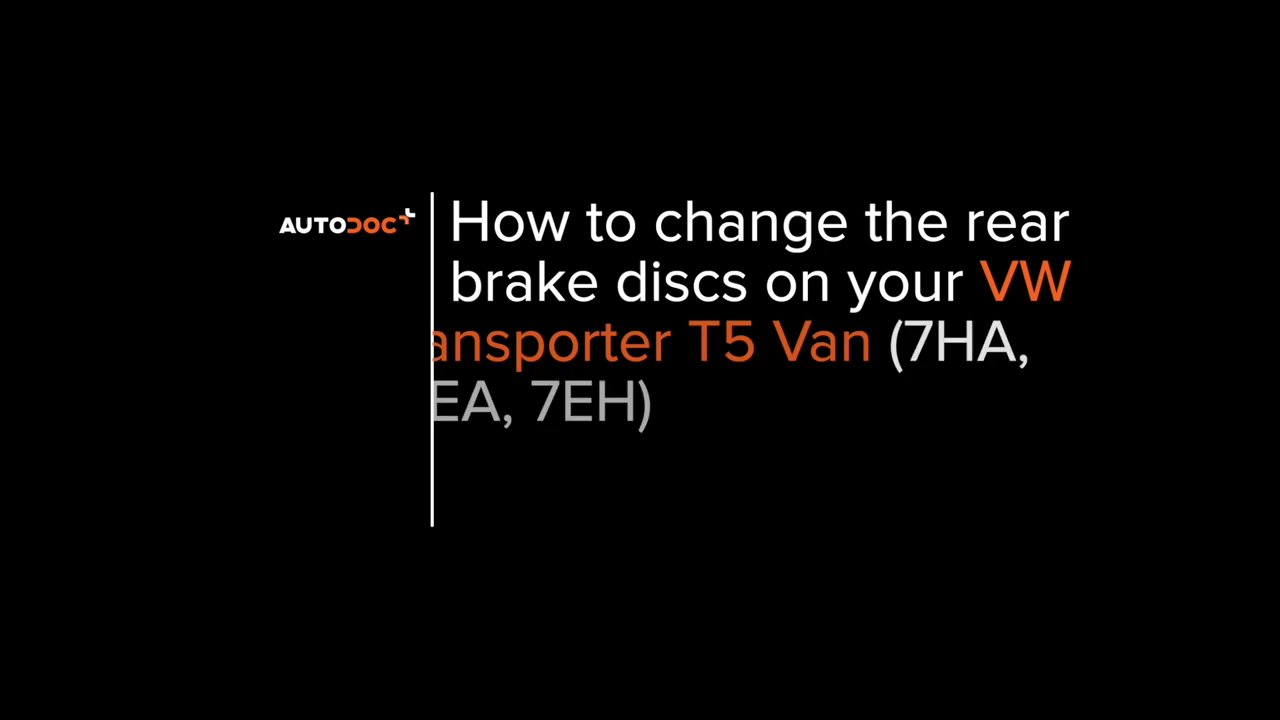 AUTODOC
How to change the rear
brake discs on your VW
ansporter T5 Van (7HA,
EA, 7EH)